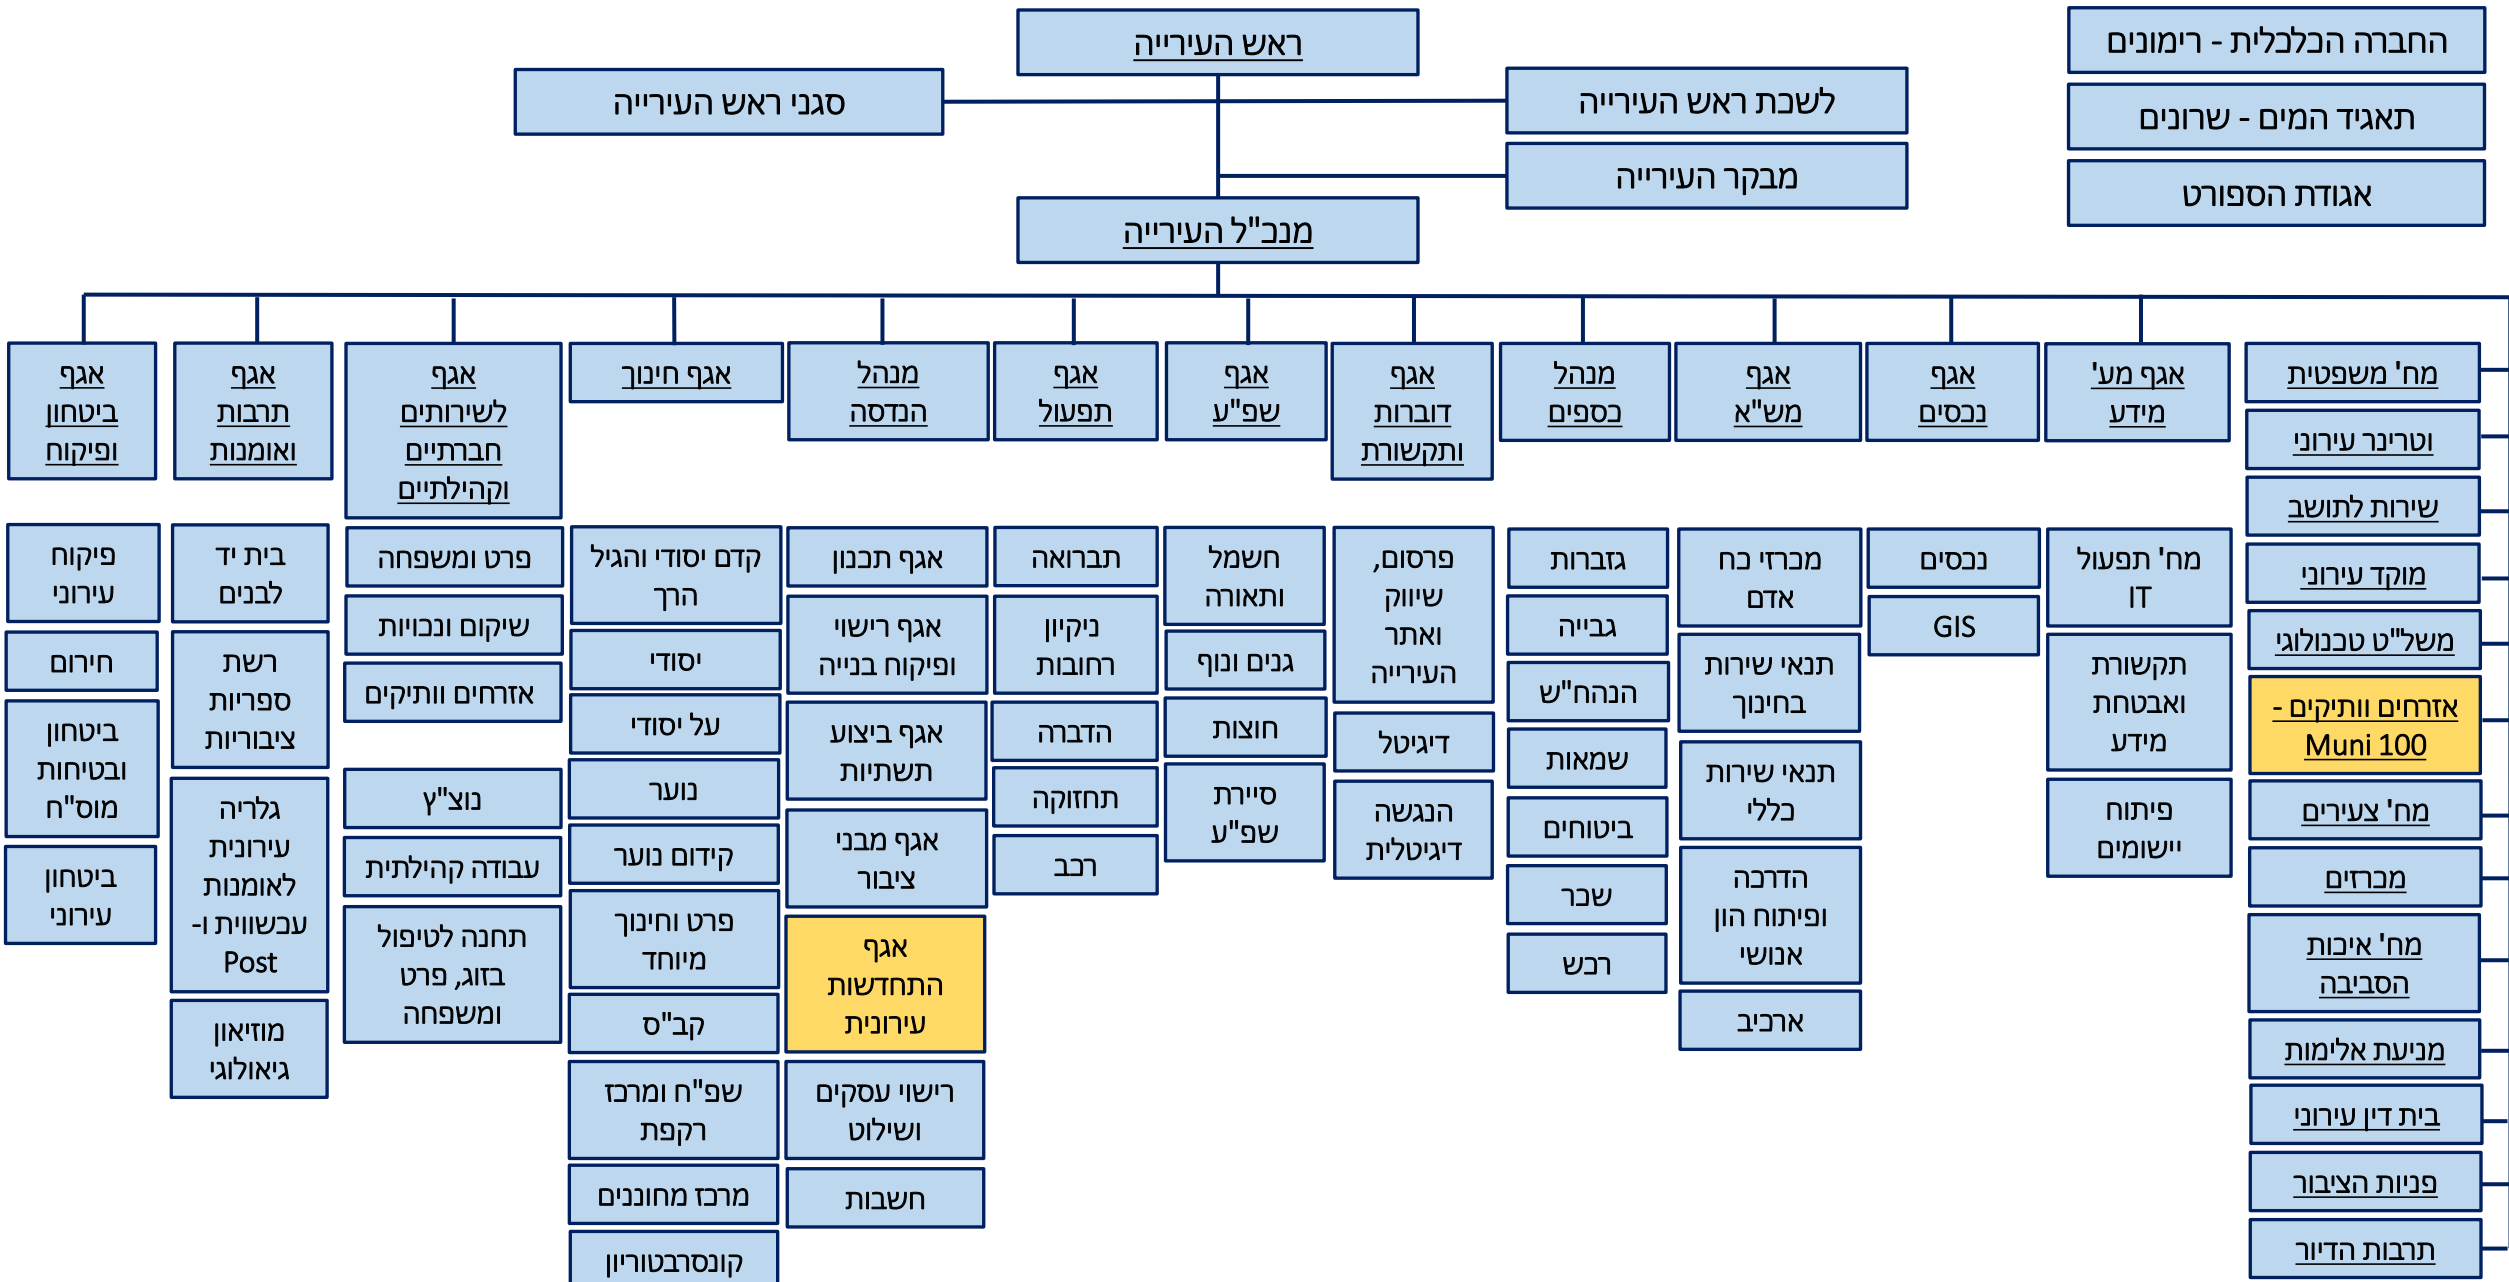 ראש העירייה
החברה הכלכלית - רימונים
לשכת ראש העירייה
סגני ראש העירייה
תאגיד המים - שרונים
מבקר העירייה
אגודת הספורט
מנכ"ל העירייה
מח' משפטית
וטרינר עירוני
שירות לתושב
מוקד עירוני
משל"ט טכנולוגי
אזרחים וותיקים -
Muni 100
מח' צעירים
מכרזים
מח' איכות
הסביבה
מניעת אלימות
בית דין עירוני
פניות הציבור
תרבות הדיור
אגף מע'
מידע
מח' תפעול
IT
תקשורת
ואבטחת
מידע
פיתוח
יישומים
אגף
נכסים
נכסים
GIS
אגף
מש"א
מכרזי כח
אדם
תנאי שירות
בחינוך
תנאי שירות
כללי
הדרכה
ופיתוח הון
אנושי
ארכיב
מנהל
כספים
גזברות
גבייה
הנהח"ש
שמאות
ביטוחים
שכר
רכש
אגף
דוברות
ותקשורת
פרסום,
שיווק
ואתר
העירייה
דיגיטל
הנגשה
דיגיטלית
אגף
שפ"ע
חשמל
ותאורה
גנים ונוף
חוצות
סיירת
שפ"ע
אגף
תפעול
תברואה
ניקיון
רחובות
הדברה
תחזוקה
רכב
מנהל
הנדסה
אגף תכנון
אגף רישוי
ופיקוח בנייה
אגף ביצוע
תשתיות
אגף מבני
ציבור
אגף
התחדשות
עירונית
רישוי עסקים
ושילוט
חשבות
אגף חינוך
קדם יסודי והגיל
הרך
יסודי
על יסודי
נוער
קידום נוער
פרט וחינוך
מיוחד
קב"ס
שפ"ח ומרכז
רקפת
מרכז מחוננים
קונסרבטוריון
אגף
לשירותים
חברתיים
וקהילתיים
פרט ומשפחה
שיקום ונכויות
אזרחים וותיקים
נוצ"ץ
עבודה קהילתית
תחנה לטיפול
בזוג, פרט
ומשפחה
אגף
תרבות
ואומנות
בית יד
לבנים
רשת
ספריות
ציבוריות
גלריה
עירונית
לאומנות
עכשווית ו-
Post
מוזיאון
גיאולוגי
אגף
ביטחון
ופיקוח
פיקוח
עירוני
חירום
ביטחון
ובטיחות
מוס"ח
ביטחון
עירוני